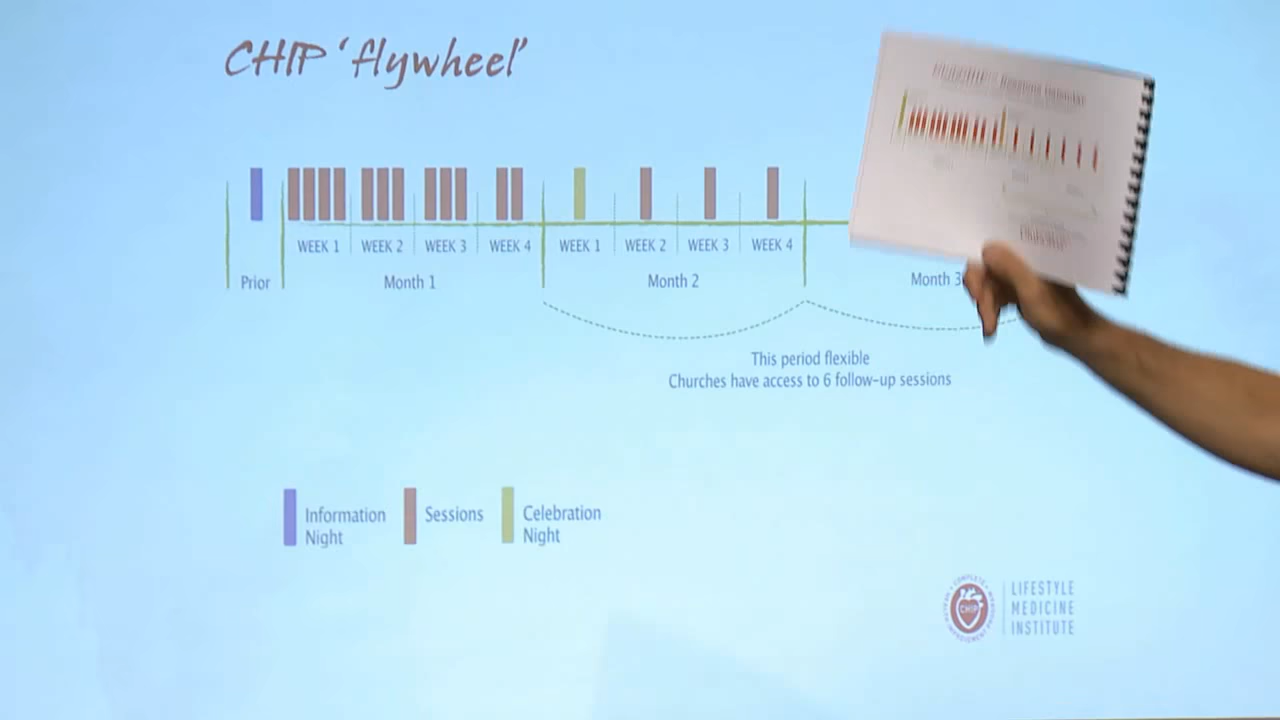 CHIP ‘flywheel’
WEEK 1 WEEK 2 WEEK 3 WEEK 4 WEEK 1 WEEK 2 WEEK 3 WEEK 4
Prior Month 1 Month 2 Month 3
This period flexible
Churches have access to 6 follow-up sessions
Information Night
Sessions
Celebration Night
CHIP
LIFESTYLE
MEDICINE
INSTITUTE